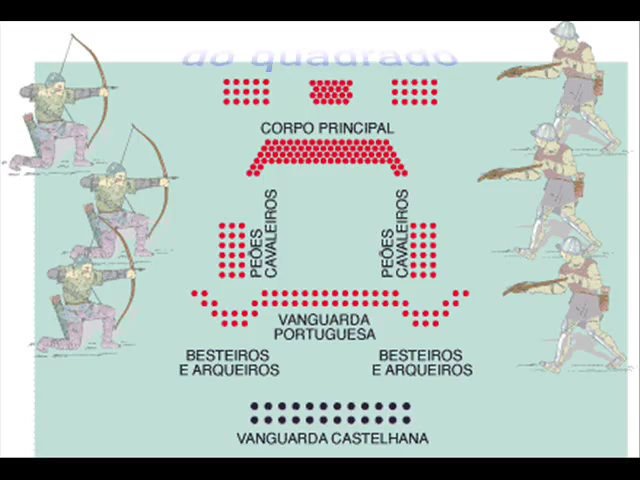 do quadrado
CORPO PRINCIPAL
PEÕES
CAVALEIROS
PEÕES
CAVALEIROS
VANGUARDA
PORTUGUESA
BESTEIROS
E ARQUEIROS
BESTEIROS
E ARQUEIROS
VANGUARDA CASTELHANA